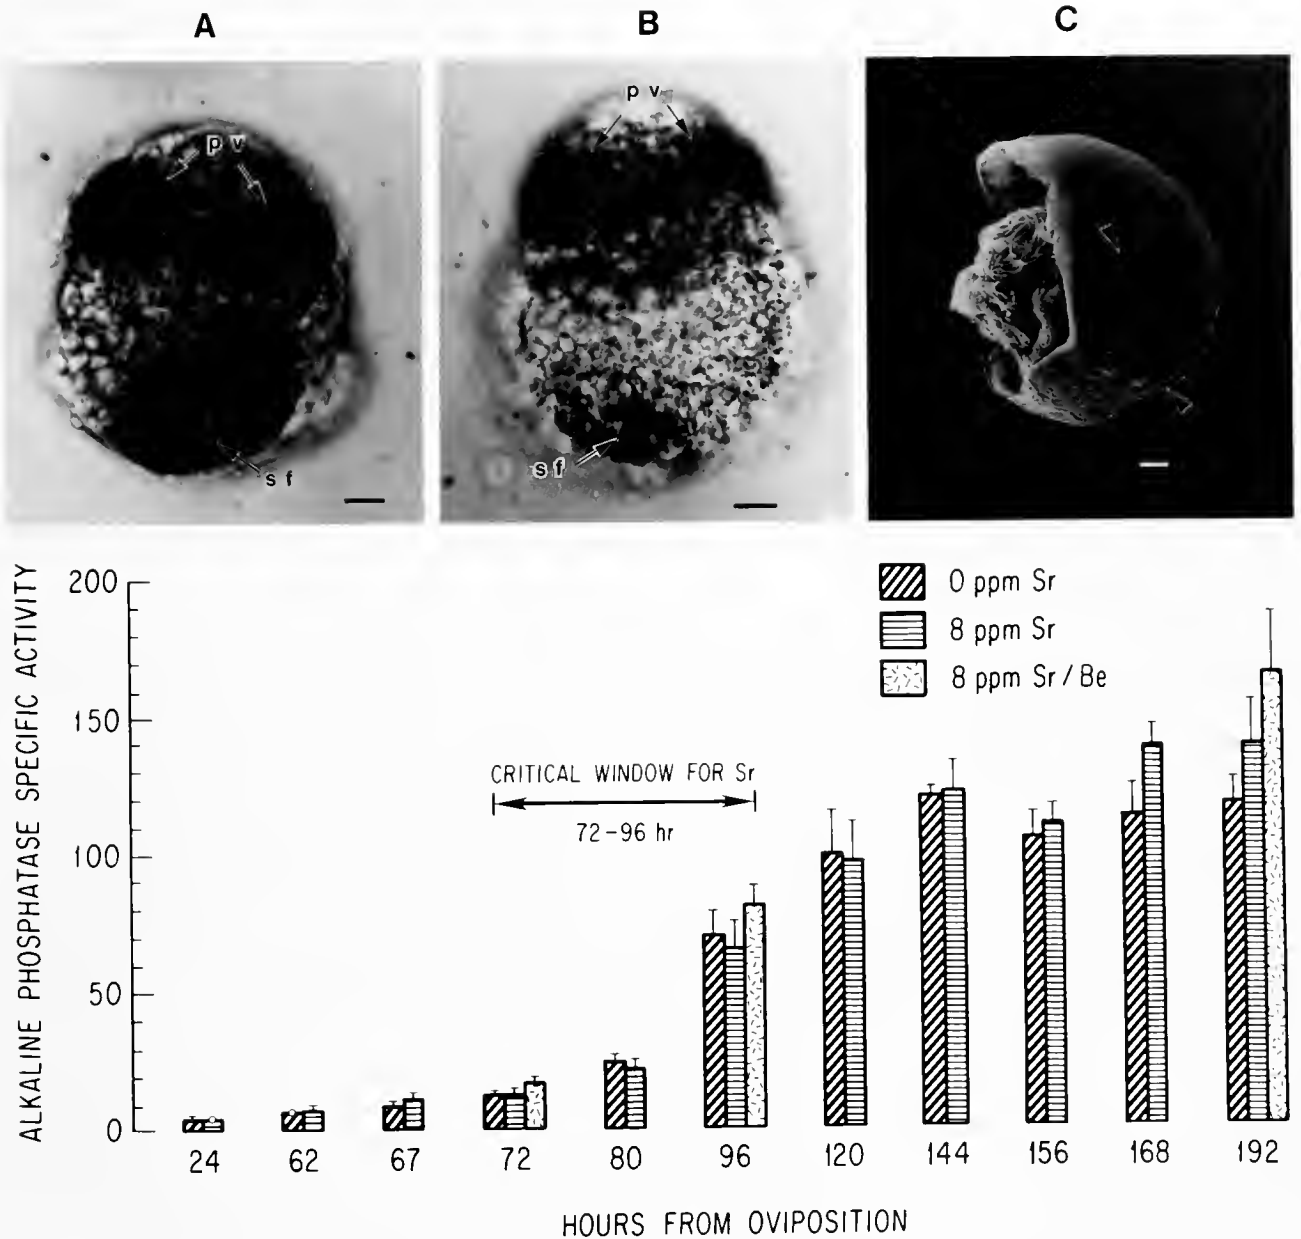 A
B
C
p v
s f
p v
s f
ALKALINE PHOSPHATASE SPECIFIC ACTIVITY
200
150
100
50
0
0 ppm Sr
8 ppm Sr
8 ppm Sr / Be
CRITICAL WINDOW FOR Sr
72-96 hr
24 62 67 72 80 96 120 144 156 168 192
HOURS FROM OVIPOSITION